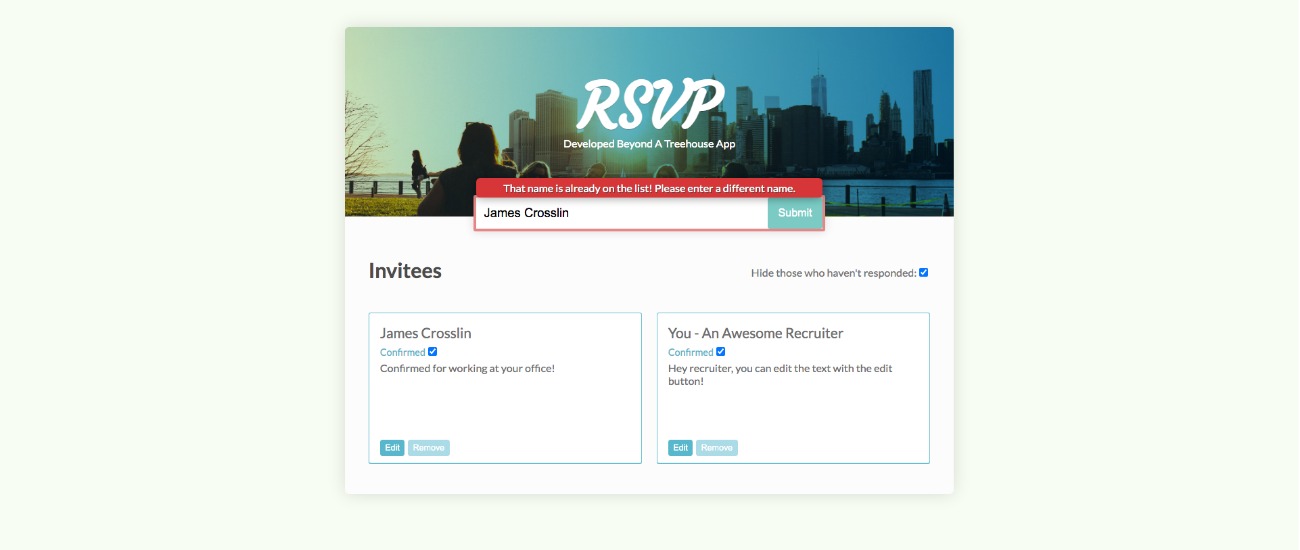 RSVP
Developed Beyond A Treehouse App
That name is already on the list! Please enter a different name.
James Crosslin
Submit
Invitees
Hide those who haven't responded:
James Crosslin
Confirmed
Confirmed for working at your office!
Edit
Remove
You - An Awesome Recruiter
Confirmed
Hey recruiter, you can edit the text with the edit
button!
Edit
Remove